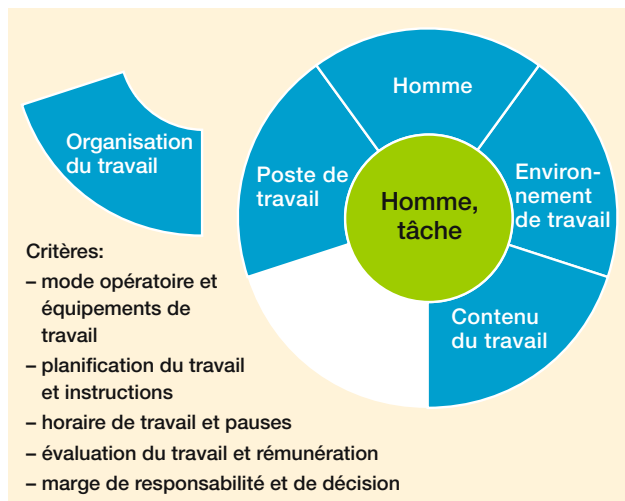 Organisation
du travail
Homme
Poste de
travail
Environ-
nement
de travail
Homme,
tâche
Contenu
du travail
Critères:
– mode opératoire et
équipements de
travail
– planification du travail
et instructions
– horaire de travail et pauses
– évaluation du travail et rémunération
– marge de responsabilité et de décision